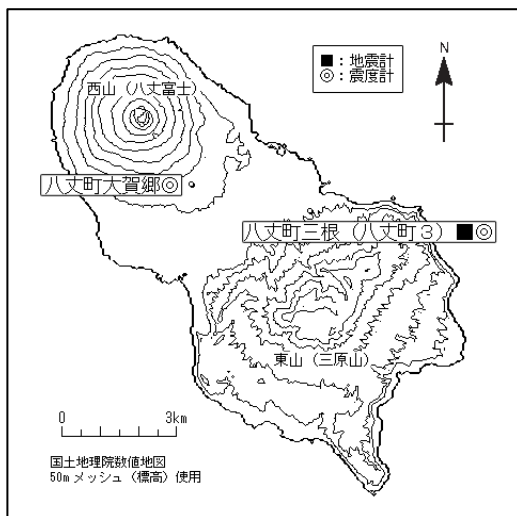 西山（八丈富士）
■：地震計
◎：震度計
N
八丈町大賀郷◎
八丈町三根（八丈町３）■◎
東山（三原山）
0 3km
国土地理院数値地図
50mメッシュ（標高）使用